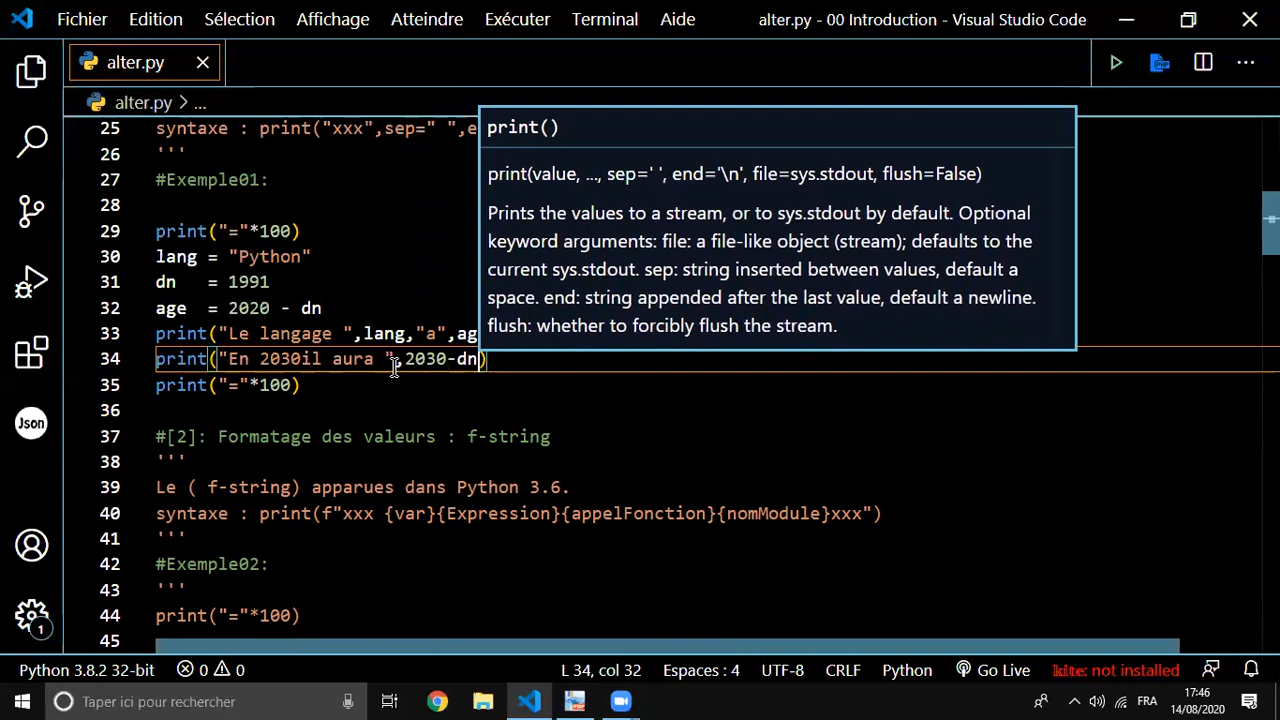 Fichier Edition Sélection Affichage Atteindre Exécuter Terminal Aide alter.py - 00 Introduction - Visual Studio Code
alter.py
alter.py > ...
25 syntaxe : print("xxx",sep=" ",e
26 '''
27 #Exemple01:
28
29 print("="*100)
30 lang = "Python"
31 dn = 1991
32 age = 2020 - dn
33 print("Le langage ",lang,"a",ag
34 print("En 2030il aura ",2030-dn)
35 print("="*100)
36
37 #[2]: Formatage des valeurs : f-string
38 '''
39 Le ( f-string) apparues dans Python 3.6.
40 syntaxe : print(f"xxx {var}{Expression}{appelFonction}{nomModule}xxx")
41 '''
42 #Exemple02:
43 '''
44 print("="*100)
45
print()
print(value, ..., sep=' ', end='\n', file=sys.stdout, flush=False)
Prints the values to a stream, or to sys.stdout by default. Optional
keyword arguments: file: a file-like object (stream); defaults to the
current sys.stdout. sep: string inserted between values, default a
space. end: string appended after the last value, default a newline.
flush: whether to forcibly flush the stream.
Json
1
Python 3.8.2 32-bit 0 0 L 34, col 32 Espaces : 4 UTF-8 CRLF Python Go Live kite: not installed
Taper ici pour rechercher FRA 17:46
14/08/2020